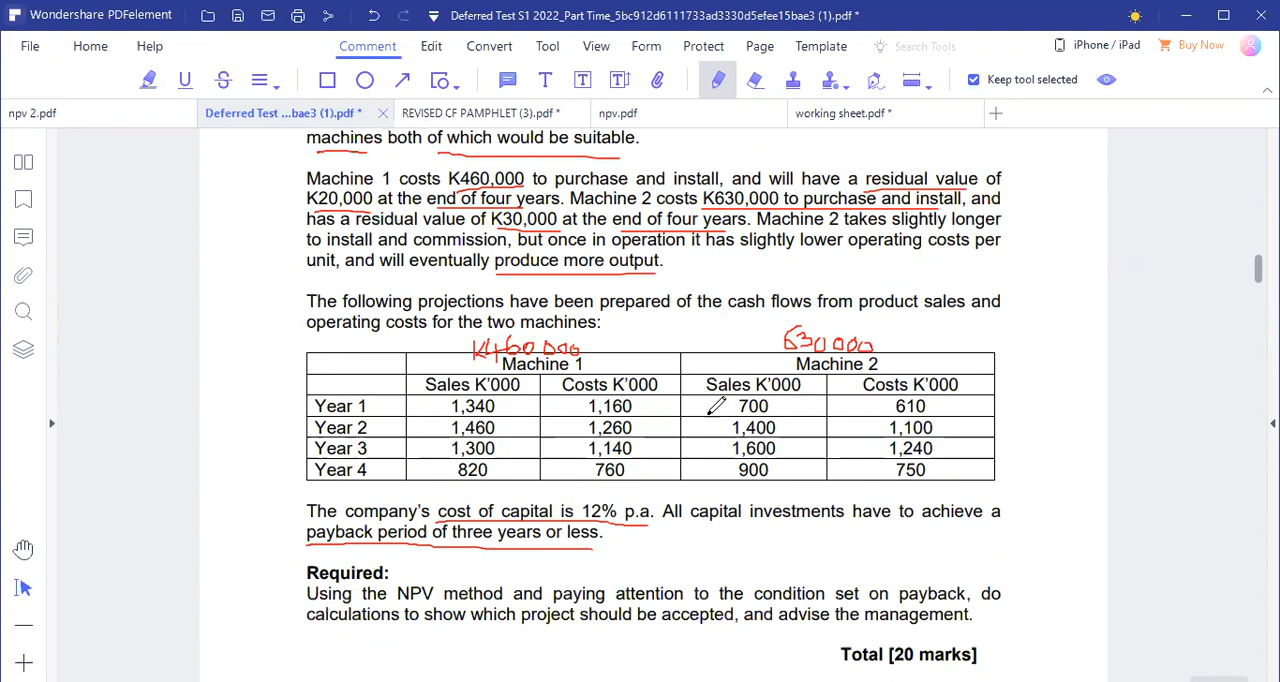 Wondershare PDFelement
Deferred Test S1 2022_Part Time_5bc912d6111733ad3330d5efee15bae3 (1).pdf *
File Home Help Comment Edit Convert Tool View Form Protect Page Template Search Tools iPhone / iPad Buy Now
Keep tool selected
npv 2.pdf Deferred Test ...bae3 (1).pdf * REVISED CF PAMPHLET (3).pdf * npv.pdf working sheet.pdf *
machines both of which would be suitable.
Machine 1 costs K460,000 to purchase and install, and will have a residual value of
K20,000 at the end of four years. Machine 2 costs K630,000 to purchase and install, and
has a residual value of K30,000 at the end of four years. Machine 2 takes slightly longer
to install and commission, but once in operation it has slightly lower operating costs per
unit, and will eventually produce more output.
The following projections have been prepared of the cash flows from product sales and
operating costs for the two machines:
K460 000 630 000
Machine 1 Machine 2
Sales K'000 Costs K'000 Sales K'000 Costs K'000
Year 1 1,340 1,160 700 610
Year 2 1,460 1,260 1,400 1,100
Year 3 1,300 1,140 1,600 1,240
Year 4 820 760 900 750
The company's cost of capital is 12% p.a. All capital investments have to achieve a
payback period of three years or less.
Required:
Using the NPV method and paying attention to the condition set on payback, do
calculations to show which project should be accepted, and advise the management.
Total [20 marks]